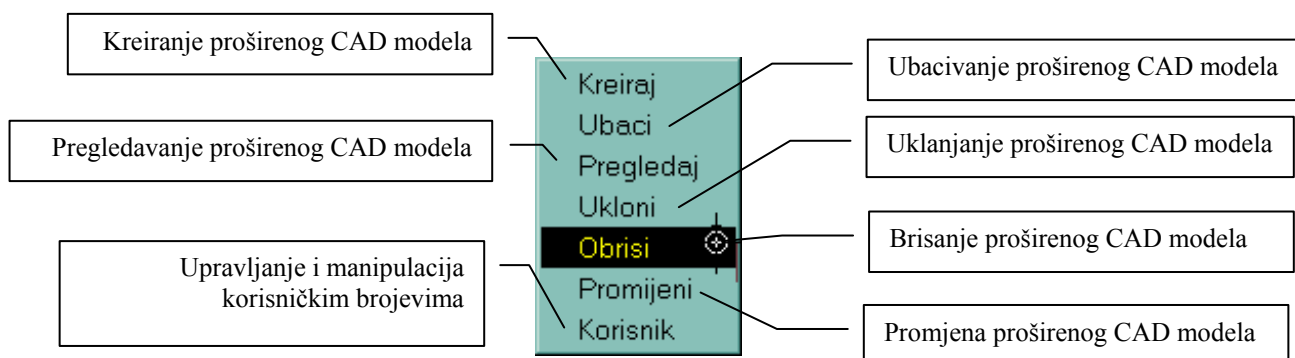 Kreiranje proširenog CAD modela
Pregledavanje proširenog CAD modela
Upravljanje i manipulacija
korisničkim brojevima
Kreiraj
Ubaci
Pregledaj
Ukloni
Obrisi
Promijeni
Korisnik
Ubacivanje proširenog CAD modela
Uklanjanje proširenog CAD modela
Brisanje proširenog CAD modela
Promjena proširenog CAD modela